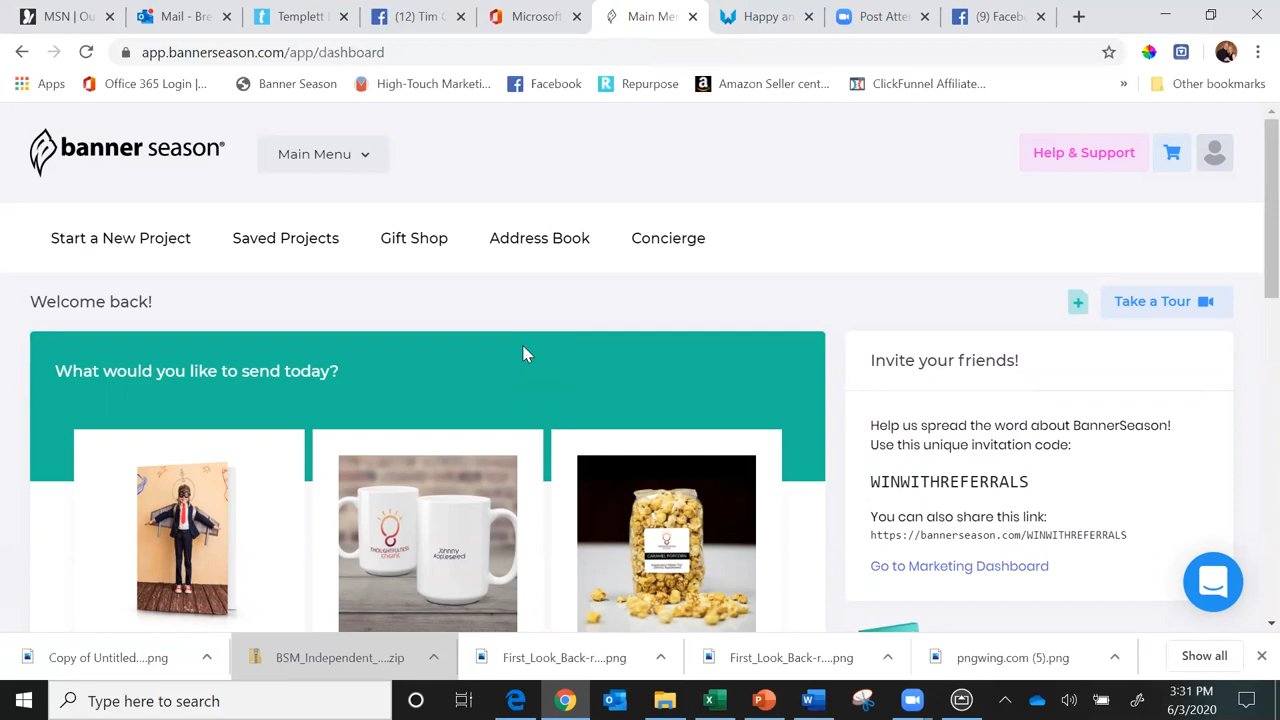 MSN | Ou
Mail - Bre
Templett
(12) Tim C
Microsoft
Main Mer
Happy an
Post Atte
(9) Faceb
app.bannerseason.com/app/dashboard
Apps
Office 365 Login |...
Banner Season
High-Touch Marketi...
Facebook
Repurpose
Amazon Seller cent...
ClickFunnel Affiliate...
»
Other bookmarks
banner season®
Main Menu
Help & Support
Start a New Project
Saved Projects
Gift Shop
Address Book
Concierge
Welcome back!
Take a Tour
What would you like to send today?
Invite your friends!
Help us spread the word about BannerSeason!
Use this unique invitation code:
WINWITHREFERRALS
You can also share this link:
https://bannerseason.com/WINWITHREFERRALS
Go to Marketing Dashboard
THOUGHTFULNESS
Johnny
Appleseed
CARAMEL POPCORN
Copy of Untitled....png
BSM_Independent_....zip
First_Look_Back-r....png
First_Look_Back-r....png
pngwing.com (5).png
Show all
Type here to search
3:31 PM
6/3/2020